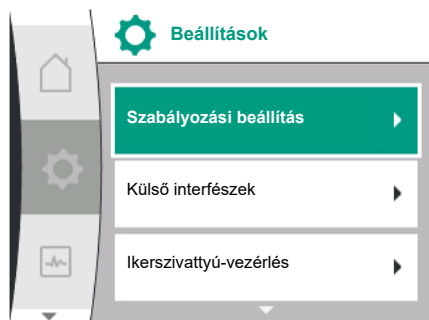 Beállítások
Szabályozási beállítás
Külső interfészek
Ikerszivattyú-vezérlés